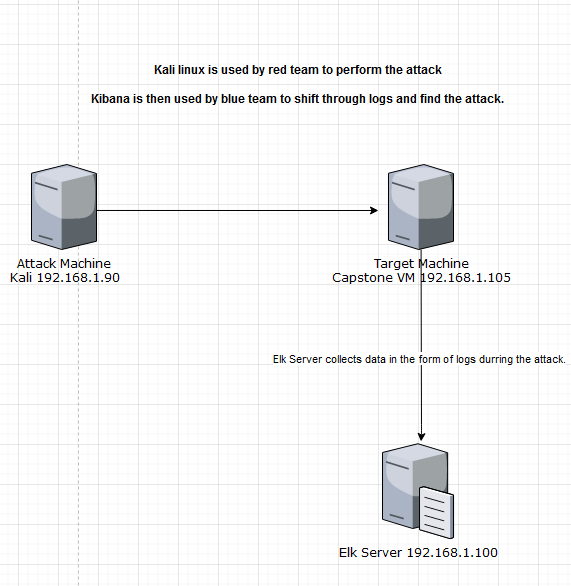 Kali linux is used by red team to perform the attack
Kibana is then used by blue team to shift through logs and find the attack.
Attack Machine
Kali 192.168.1.90
Target Machine
Capstone VM 192.168.1.105
Elk Server collects data in the form of logs durring the attack.
Elk Server 192.168.1.100